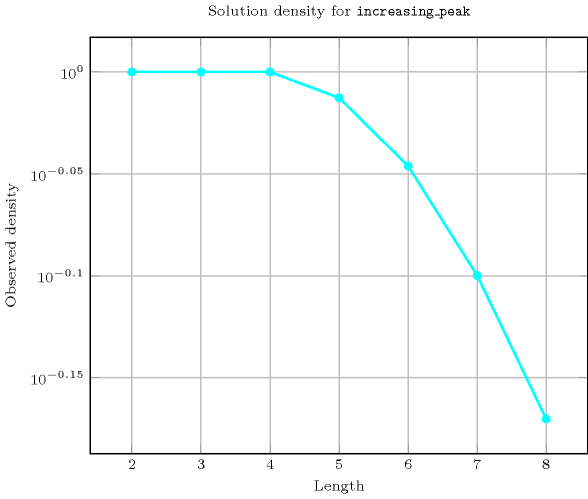 Solution density for increasing_peak
10^0
10^−0.05
10^−0.1
10^−0.15
Observed density
2 3 4 5 6 7 8
Length